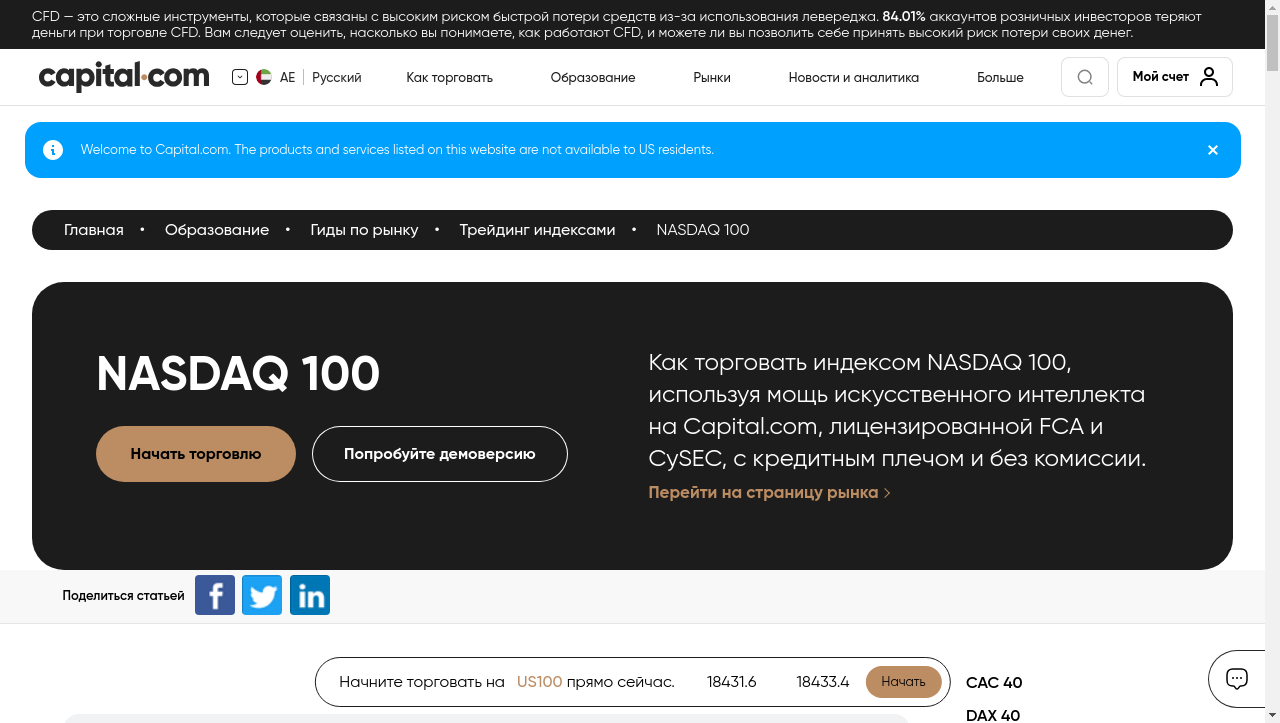 CFD — это сложные инструменты, которые связаны с высоким риском быстрой потери средств из-за использования левереджа. 84.01% аккаунтов розничных инвесторов теряют
деньги при торговле CFD. Вам следует оценить, насколько вы понимаете, как работают CFD, и можете ли вы позволить себе принять высокий риск потери своих денег.
capital.com AE Русский Как торговать Образование Рынки Новости и аналитика Больше Мой счет
Welcome to Capital.com. The products and services listed on this website are not available to US residents.
Главная • Образование • Гиды по рынку • Трейдинг индексами • NASDAQ 100
NASDAQ 100
Начать торговлю Попробуйте демоверсию
Как торговать индексом NASDAQ 100,
используя мощь искусственного интеллекта
на Capital.com, лицензированной FCA и
CySEC, с кредитным плечом и без комиссии.
Перейти на страницу рынка
Поделиться статьей
Начните торговать на US100 прямо сейчас. 18431.6 18433.4 Начать
CAC 40
DAX 40